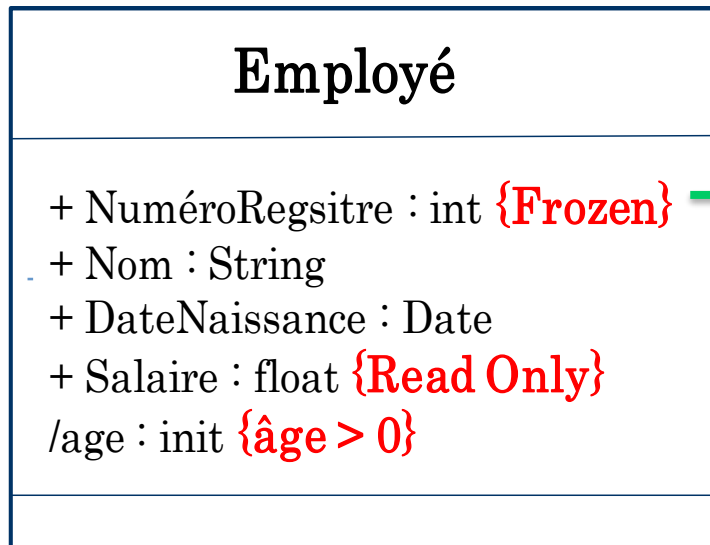 Employé
+ NuméroRegsitre : int {Frozen}
+ Nom : String
+ DateNaissance : Date
+ Salaire : float {Read Only}
/age : init {âge > 0}